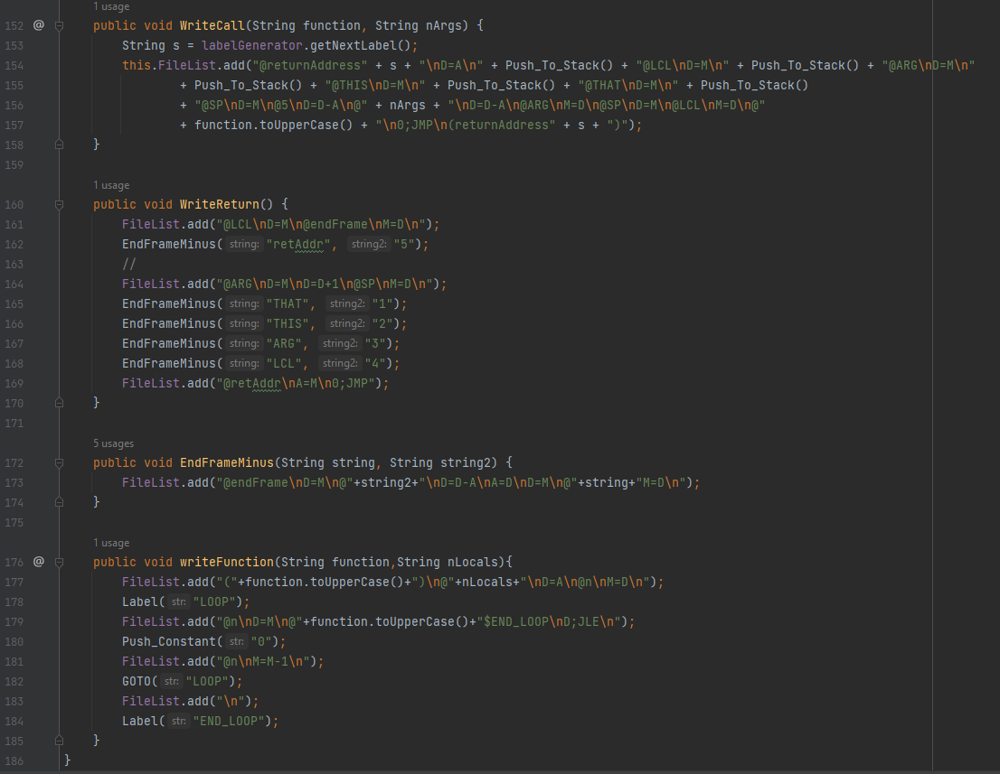 1 usage
152 @ public void WriteCall(String function, String nArgs) {
153 String s = labelGenerator.getNextLabel();
154 this.FileList.add("@returnAddress" + s + "\nD=A\n" + Push_To_Stack() + "@LCL\nD=M\n" + Push_To_Stack() + "@ARG\nD=M\n"
155 + Push_To_Stack() + "@THIS\nD=M\n" + Push_To_Stack() + "@THAT\nD=M\n" + Push_To_Stack()
156 + "@SP\nD=M\n@5\nD=D-A\n@" + nArgs + "\nD=D-A\n@ARG\nM=D\n@SP\nD=M\n@LCL\nM=D\n@"
157 + function.toUpperCase() + "\n0;JMP\n(returnAddress" + s + ")");
158 }
159
1 usage
160 public void WriteReturn() {
161 FileList.add("@LCL\nD=M\n@endFrame\nM=D\n");
162 EndFrameMinus( string: "retAddr", string2: "5");
163 //
164 FileList.add("@ARG\nD=M\nD=D+1\n@SP\nM=D\n");
165 EndFrameMinus( string: "THAT", string2: "1");
166 EndFrameMinus( string: "THIS", string2: "2");
167 EndFrameMinus( string: "ARG", string2: "3");
168 EndFrameMinus( string: "LCL", string2: "4");
169 FileList.add("@retAddr\nA=M\n0;JMP");
170 }
171
5 usages
172 public void EndFrameMinus(String string, String string2) {
173 FileList.add("@endFrame\nD=M\n@"+string2+"\nD=D-A\nA=D\nD=M\n@"+string+"M=D\n");
174 }
175
1 usage
176 @ public void writeFunction(String function,String nLocals){
177 FileList.add("("+function.toUpperCase()+")\n@"+nLocals+"\nD=A\n@n\nM=D\n");
178 Label( str: "LOOP");
179 FileList.add("@n\nD=M\n@"+function.toUpperCase()+"$END_LOOP\nD;JLE\n");
180 Push_Constant( str: "0");
181 FileList.add("@n\nM=M-1\n");
182 GOTO( str: "LOOP");
183 FileList.add("\n");
184 Label( str: "END_LOOP");
185 }
186 }